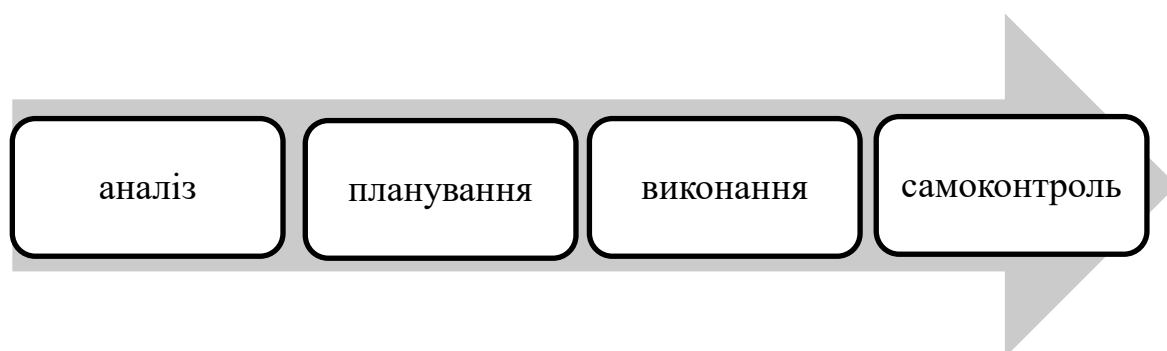 аналіз
планування
виконання
самоконтроль